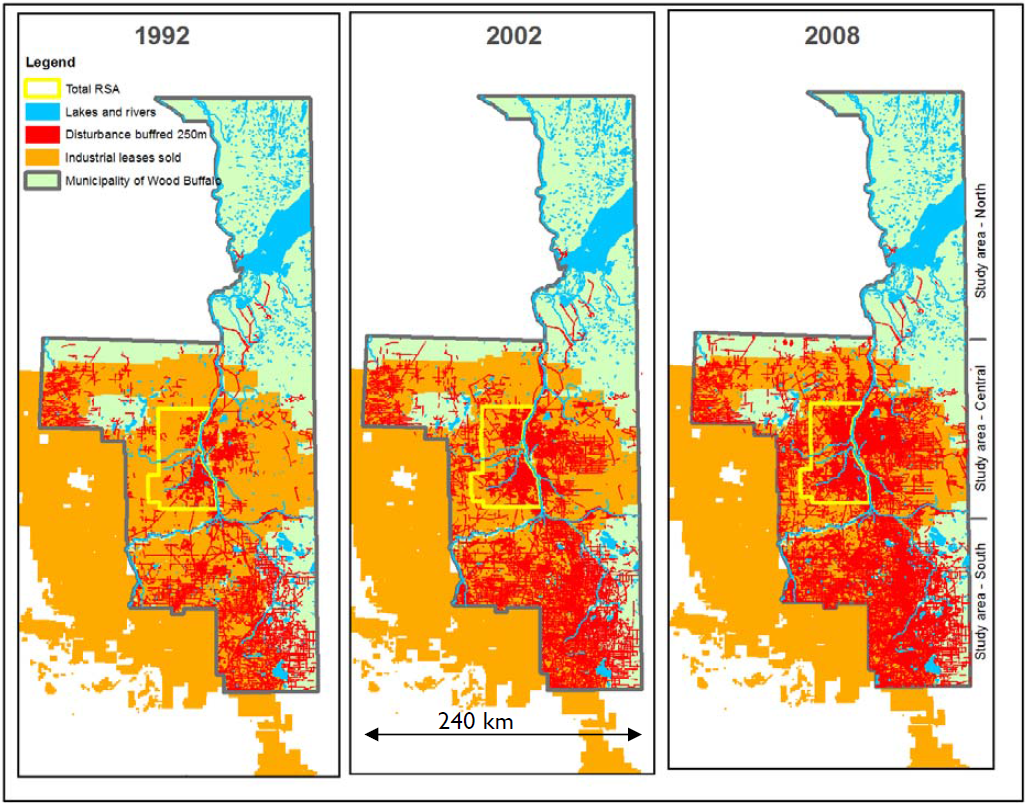 1992
2002
2008
Legend
Total RSA
Lakes and rivers
Disturbance buffred 250m
Industrial leases sold
Municipality of Wood Buffalo
Study area - North
Study area - Central
Study area - South
240 km